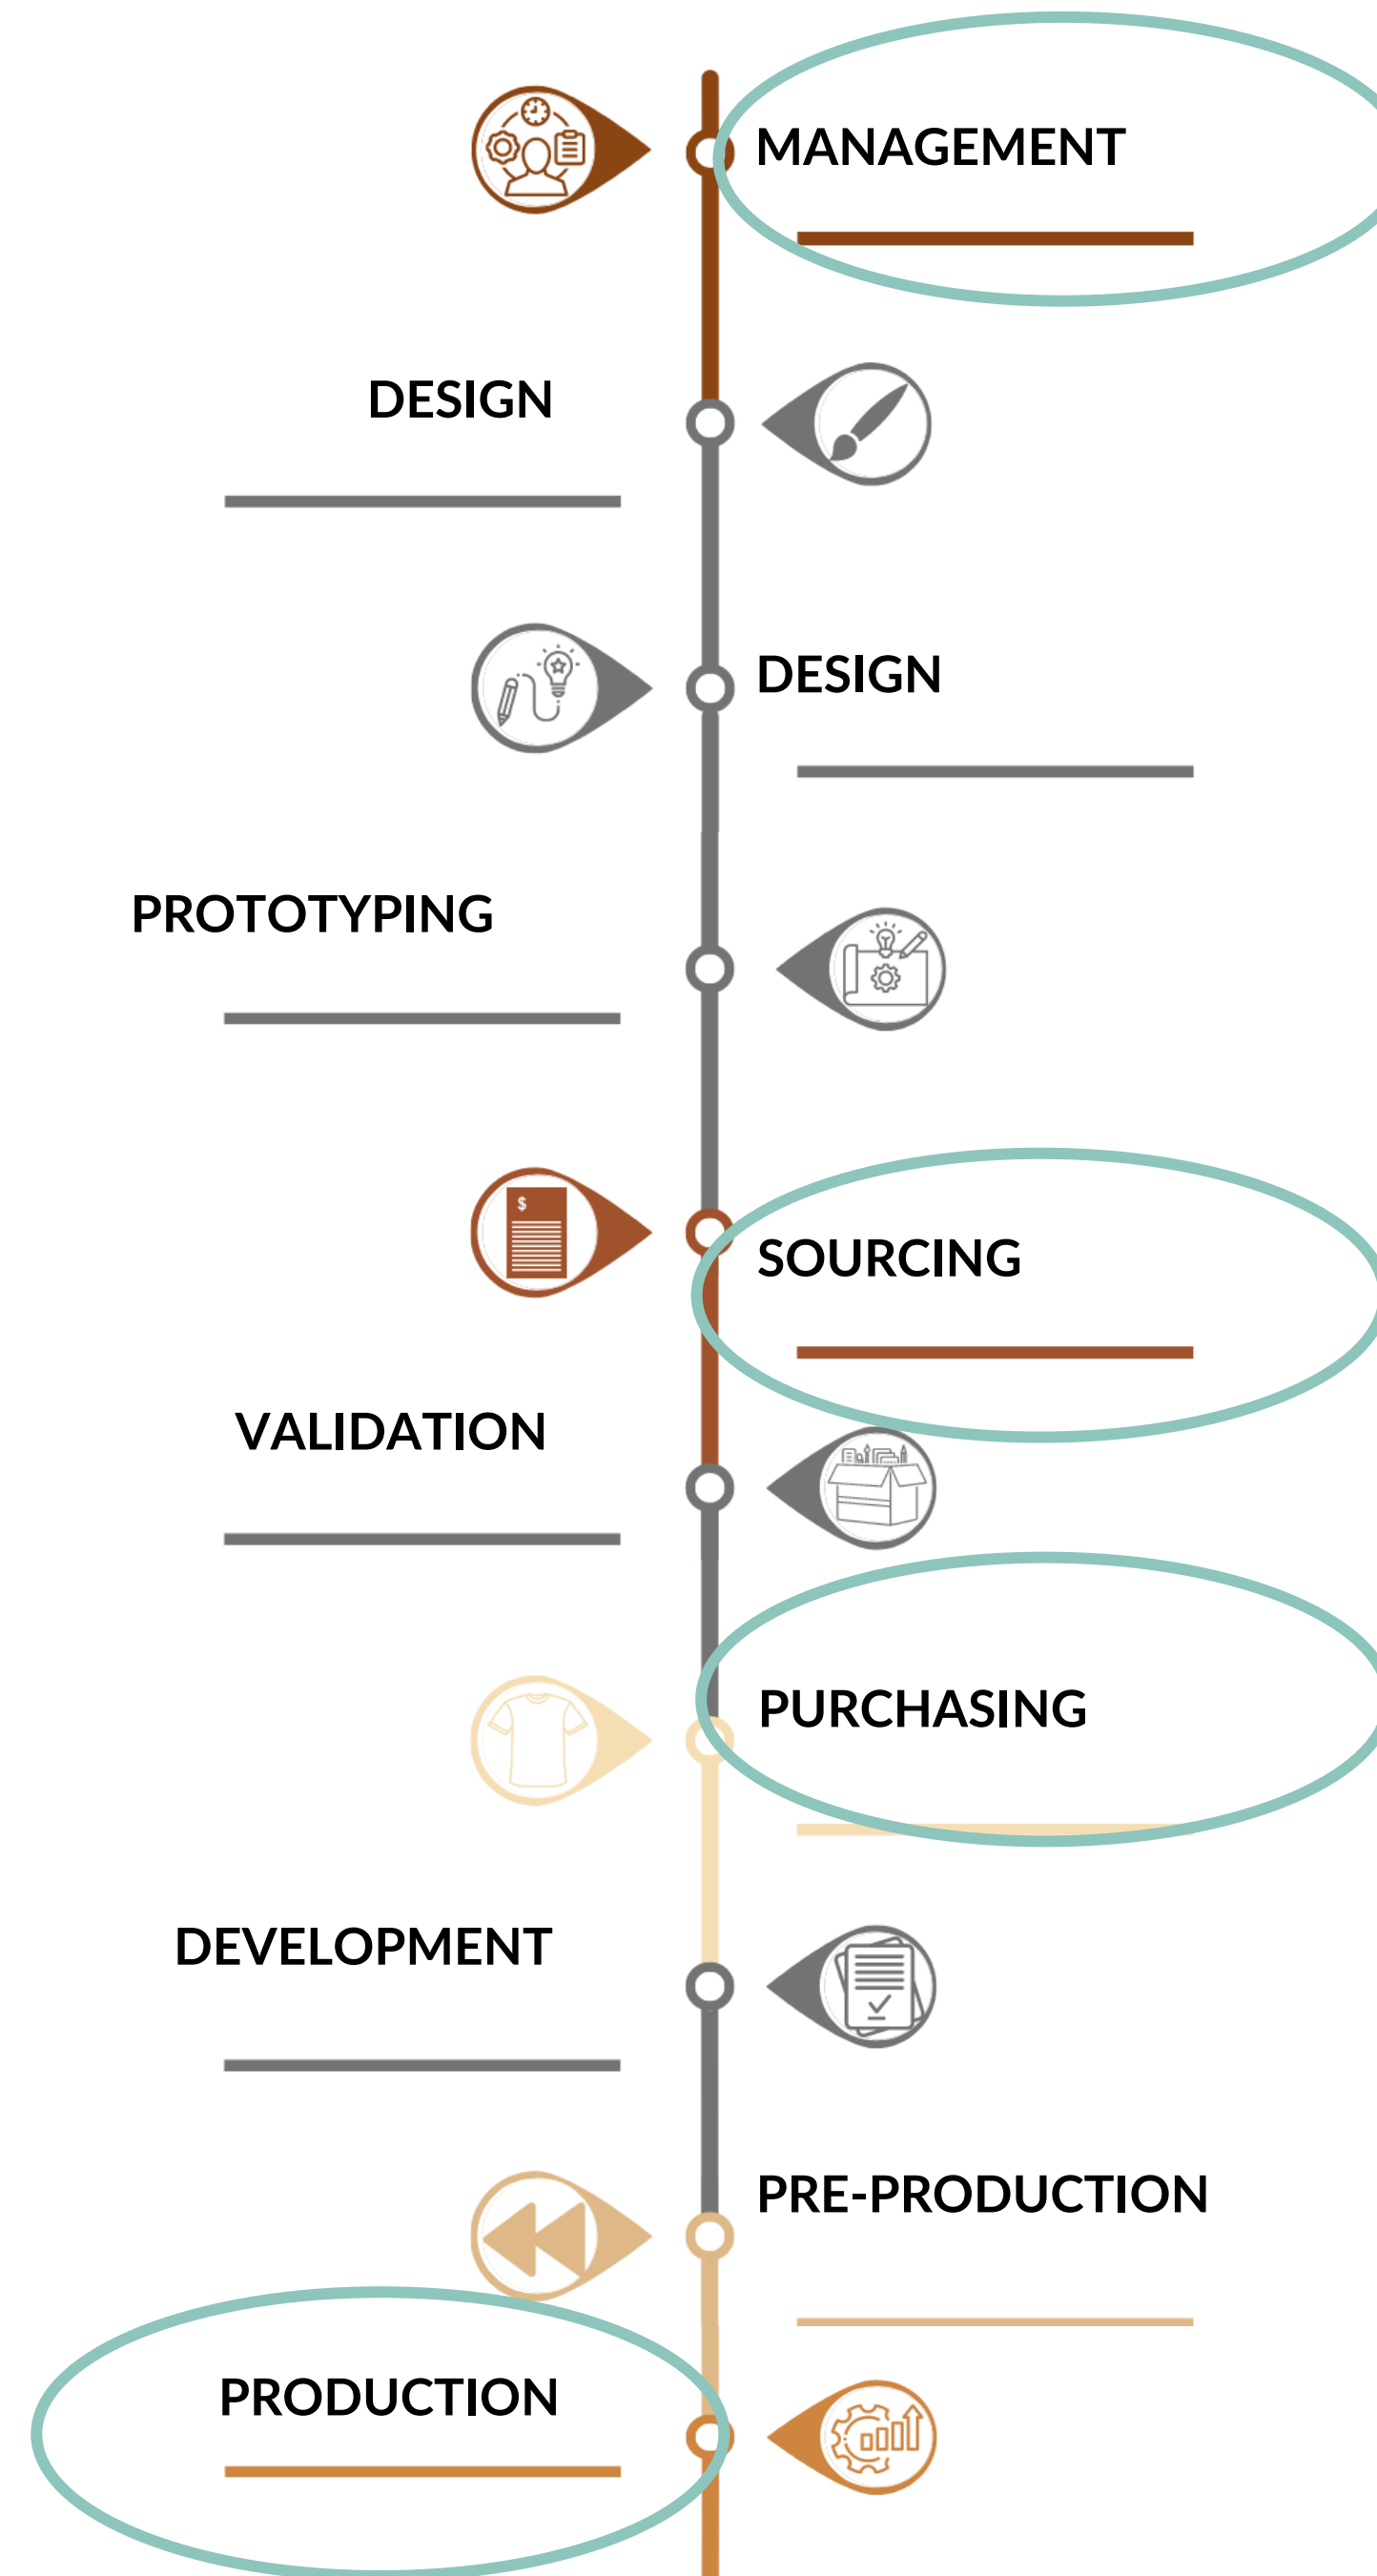 MANAGEMENT
DESIGN
DESIGN
PROTOTYPING
$
SOURCING
VALIDATION
PURCHASING
DEVELOPMENT
PRE-PRODUCTION
PRODUCTION